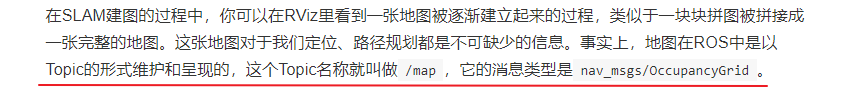 在SLAM建图的过程中，你可以在RViz里看到一张地图被逐渐建立起来的过程，类似于一块块拼图被拼接成
一张完整的地图。这张地图对于我们定位、路径规划都是不可缺少的信息。事实上，地图在ROS中是以
Topic的形式维护和呈现的，这个Topic名称就叫做 /map ，它的消息类型是 nav_msgs/OccupancyGrid 。